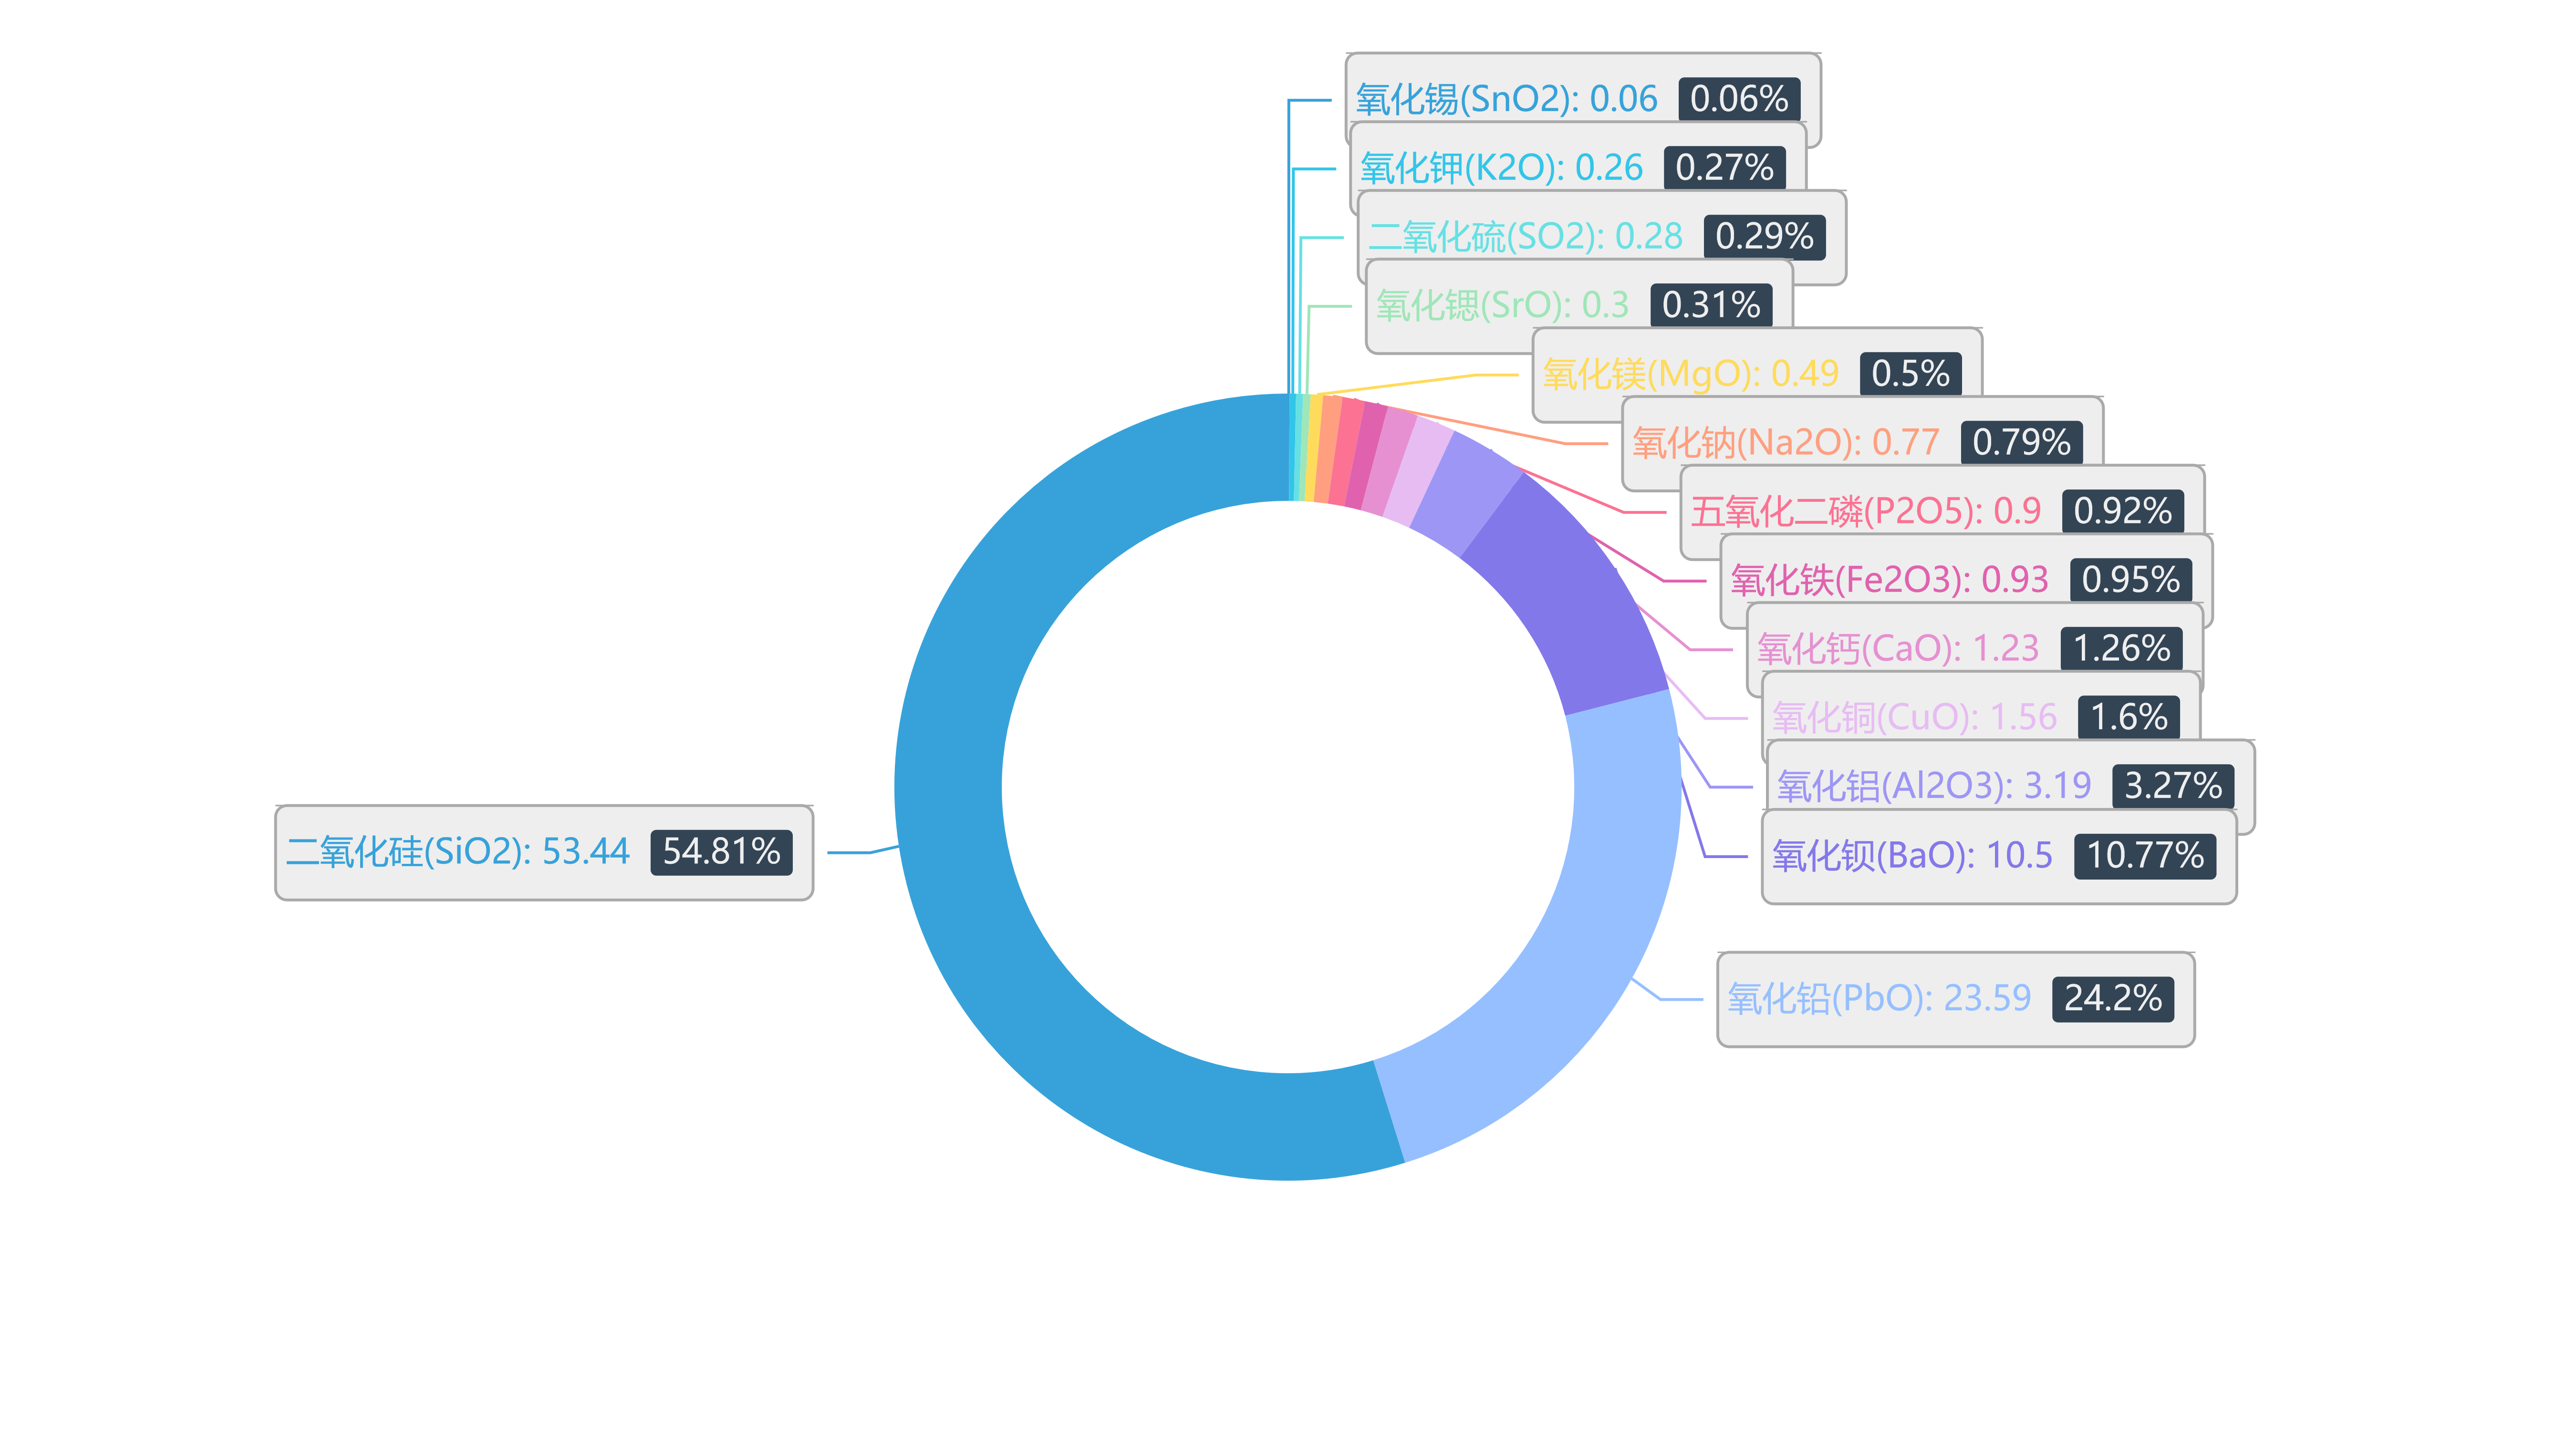 氧化锡(SnO2): 0.06 0.06%
氧化钾(K2O): 0.26 0.27%
二氧化硫(SO2): 0.28 0.29%
氧化锶(SrO): 0.3 0.31%
氧化镁(MgO): 0.49 0.5%
氧化钠(Na2O): 0.77 0.79%
五氧化二磷(P2O5): 0.9 0.92%
氧化铁(Fe2O3): 0.93 0.95%
氧化钙(CaO): 1.23 1.26%
氧化铜(CuO): 1.56 1.6%
氧化铝(Al2O3): 3.19 3.27%
氧化钡(BaO): 10.5 10.77%
氧化铅(PbO): 23.59 24.2%
二氧化硅(SiO2): 53.44 54.81%